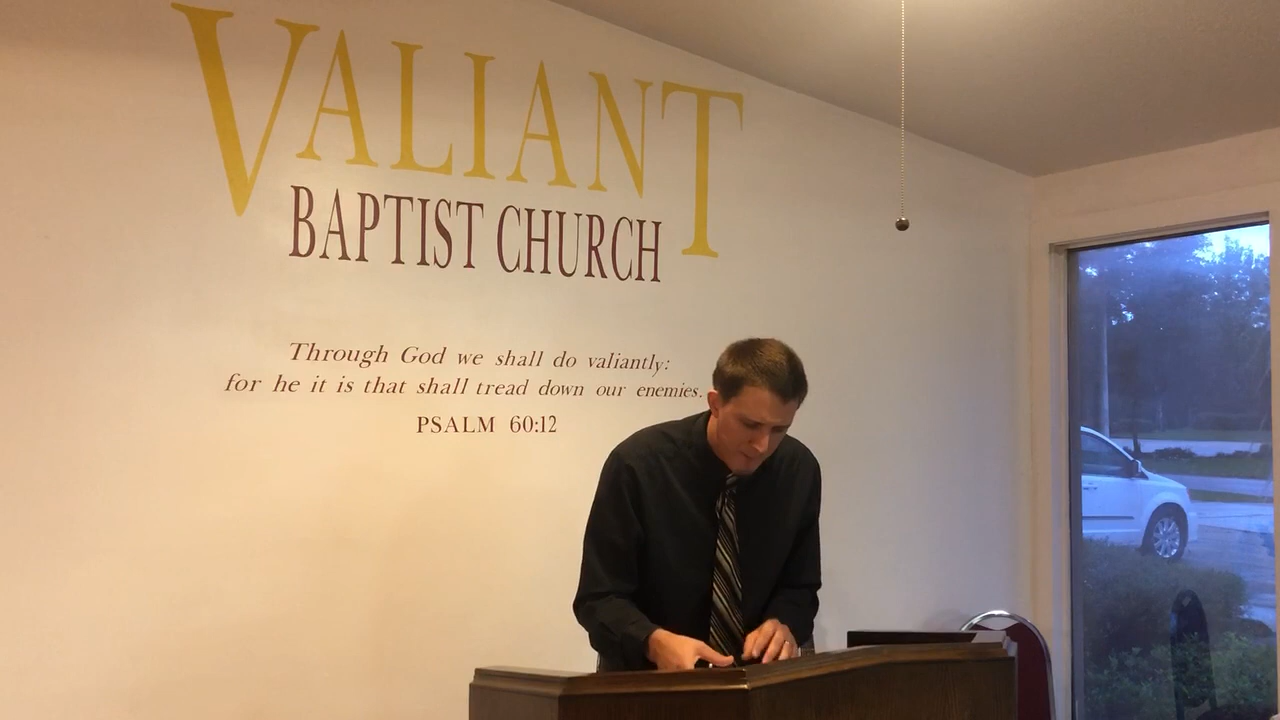 VALIANT
BAPTIST CHURCH
Through God we shall do valiantly:
for he it is that shall tread down our enemies.
PSALM 60:12